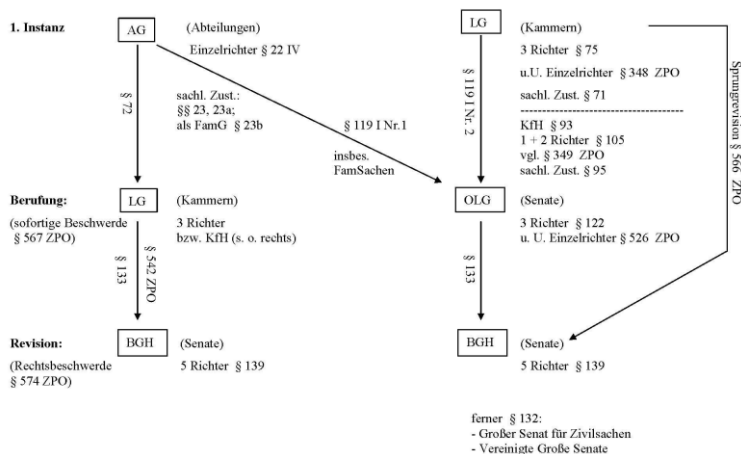 1. Instanz
AG
(Abteilungen)
Einzelrichter § 22 IV
§ 72
sachl. Zust.:
§§ 23, 23a;
als FamG § 23b
§ 119 I Nr.1
insbes.
FamSachen
LG
(Kammern)
3 Richter § 75
u.U. Einzelrichter § 348 ZPO
sachl. Zust. § 71
KfH § 93
1 + 2 Richter § 105
vgl. § 349 ZPO
sachl. Zust. § 95
§ 119 I Nr. 2
Sprungrevision § 566 ZPO
Berufung:
(sofortige Beschwerde
§ 567 ZPO)
LG
(Kammern)
3 Richter
bzw. KfH (s. o. rechts)
§ 133
§ 542 ZPO
OLG
(Senate)
3 Richter § 122
u. U. Einzelrichter § 526 ZPO
§ 133
Revision:
(Rechtsbeschwerde
§ 574 ZPO)
BGH
(Senate)
5 Richter § 139
BGH
(Senate)
5 Richter § 139
ferner § 132:
- Großer Senat für Zivilsachen
- Vereinigte Große Senate